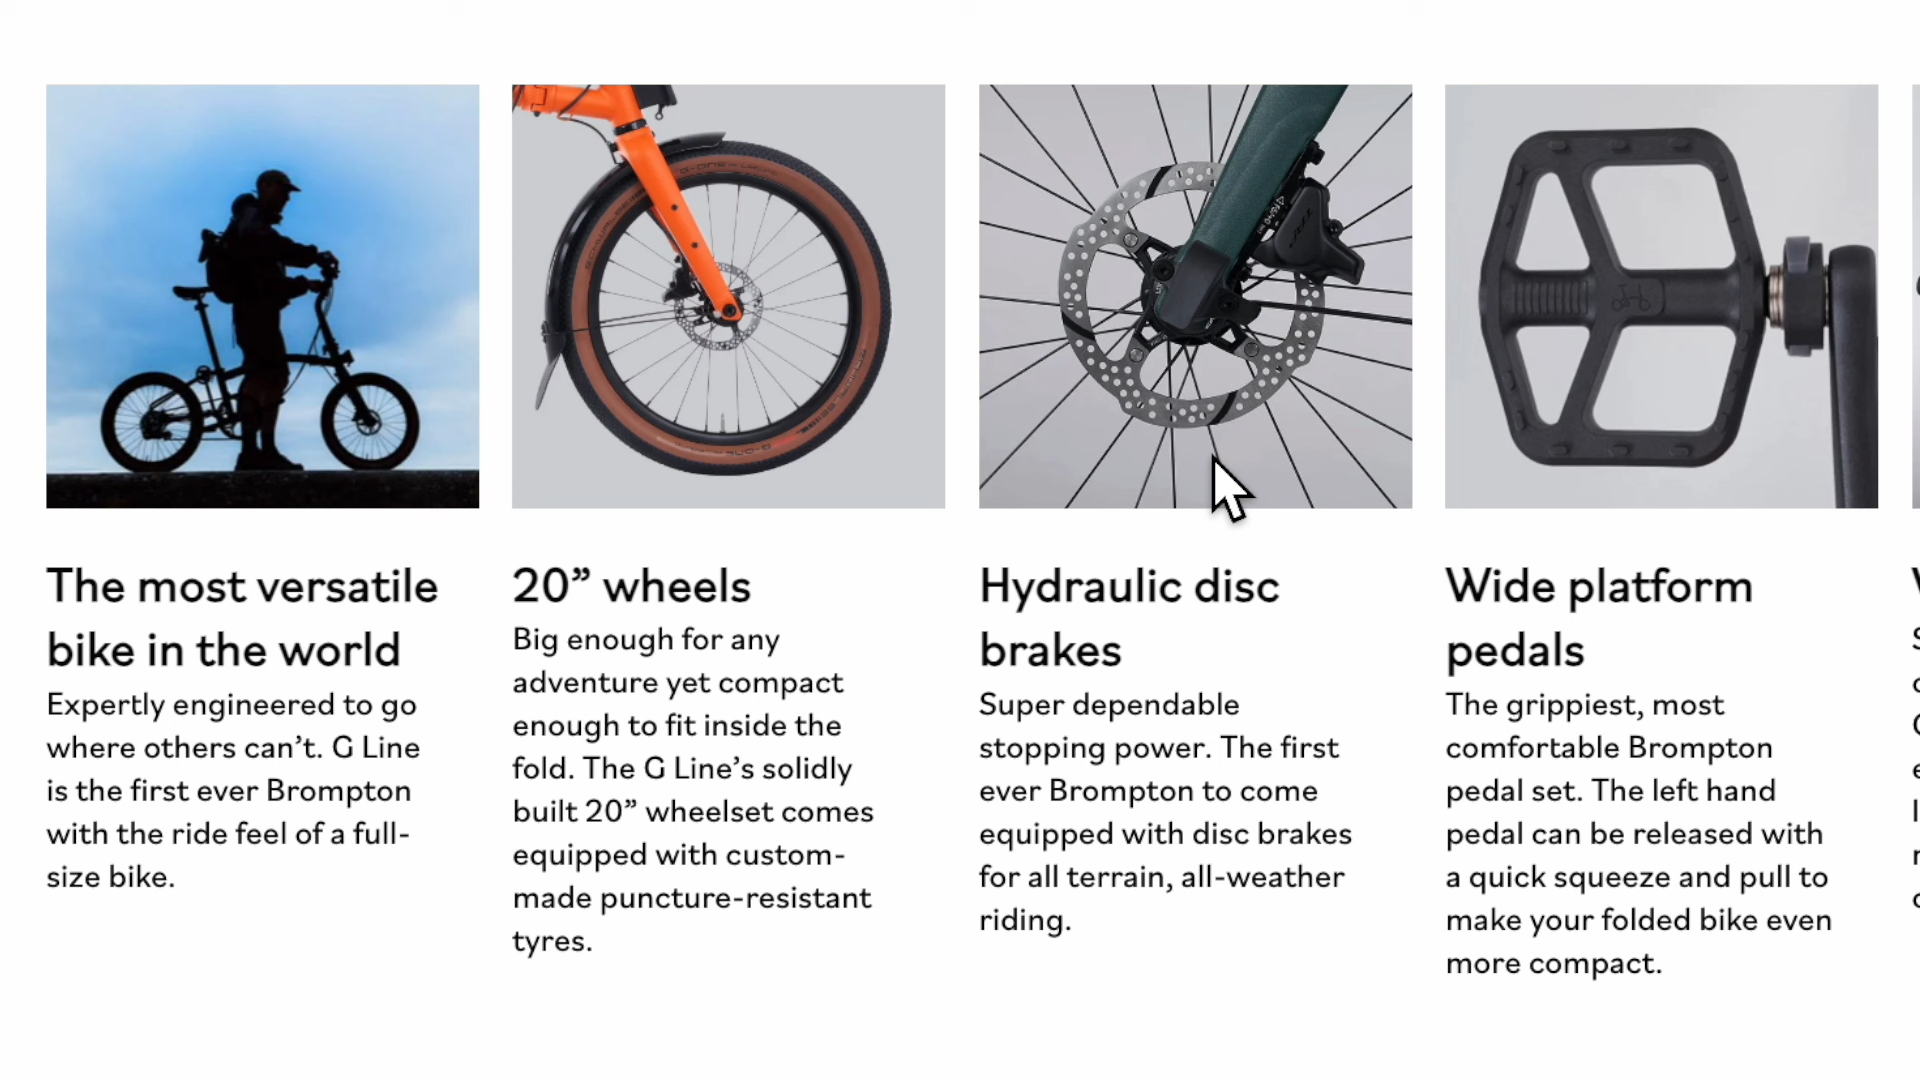 The most versatile
bike in the world
Expertly engineered to go
where others can’t. G Line
is the first ever Brompton
with the ride feel of a full-
size bike.
20” wheels
Big enough for any
adventure yet compact
enough to fit inside the
fold. The G Line’s solidly
built 20” wheelset comes
equipped with custom-
made puncture-resistant
tyres.
Hydraulic disc
brakes
Super dependable
stopping power. The first
ever Brompton to come
equipped with disc brakes
for all terrain, all-weather
riding.
Wide platform
pedals
The grippiest, most
comfortable Brompton
pedal set. The left hand
pedal can be released with
a quick squeeze and pull to
make your folded bike even
more compact.